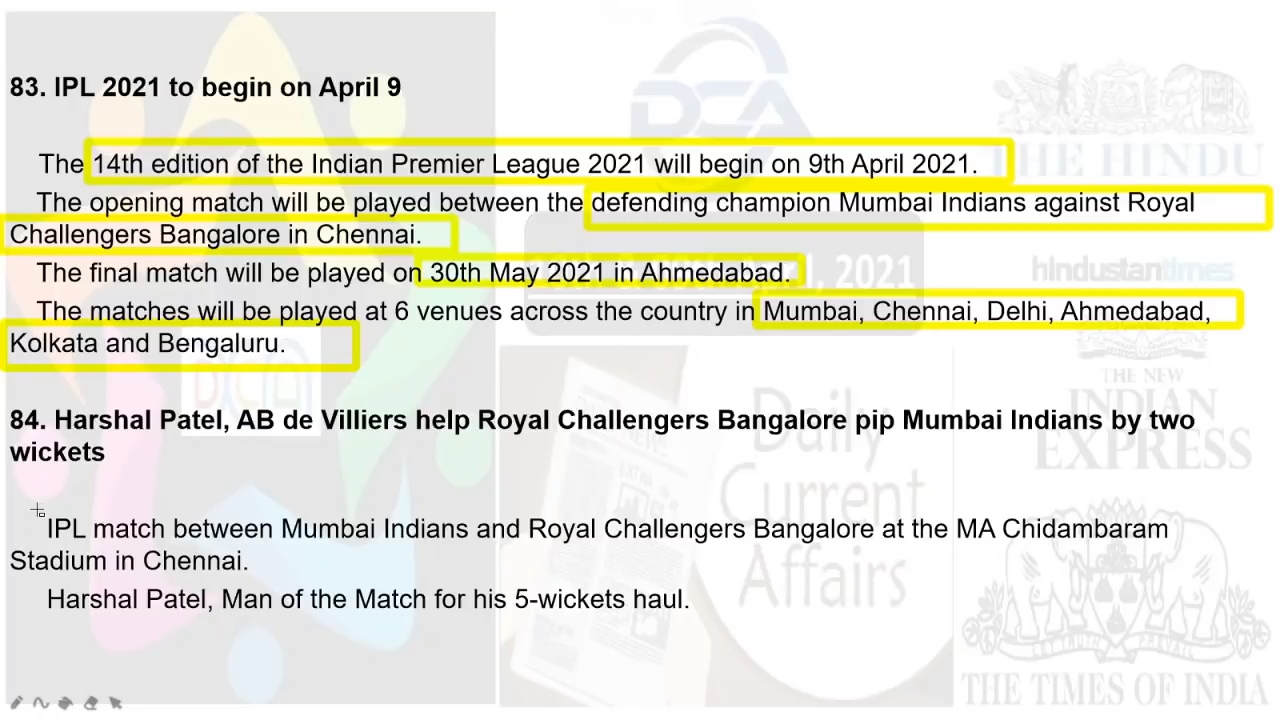 83. IPL 2021 to begin on April 9
The 14th edition of the Indian Premier League 2021 will begin on 9th April 2021.
The opening match will be played between the defending champion Mumbai Indians against Royal
Challengers Bangalore in Chennai.
The final match will be played on 30th May 2021 in Ahmedabad.
The matches will be played at 6 venues across the country in Mumbai, Chennai, Delhi, Ahmedabad,
Kolkata and Bengaluru.
84. Harshal Patel, AB de Villiers help Royal Challengers Bangalore pip Mumbai Indians by two
wickets
IPL match between Mumbai Indians and Royal Challengers Bangalore at the MA Chidambaram
Stadium in Chennai.
Harshal Patel, Man of the Match for his 5-wickets haul.
DCA
THE HINDU
, 2021
hindustantimes
DCA
THE NEW
INDIAN
EXPRESS
Daily
Current
Affairs
THE TIMES OF INDIA